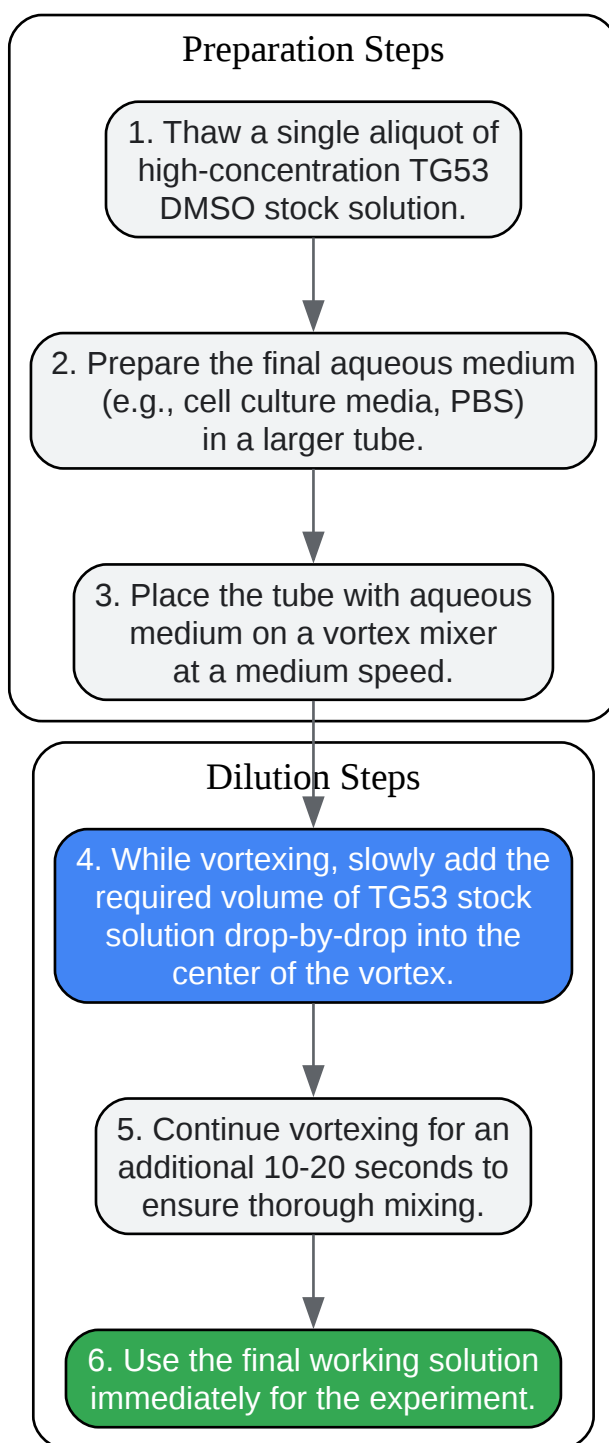 Preparation Steps
1. Thaw a single aliquot of
high-concentration TG53
DMSO stock solution.
2. Prepare the final aqueous medium
(e.g., cell culture media, PBS)
in a larger tube.
3. Place the tube with aqueous
medium on a vortex mixer
at a medium speed.
Dilution Steps
4. While vortexing, slowly add the
required volume of TG53 stock
solution drop-by-drop into the
center of the vortex.
5. Continue vortexing for an
additional 10-20 seconds to
ensure thorough mixing.
6. Use the final working solution
immediately for the experiment.